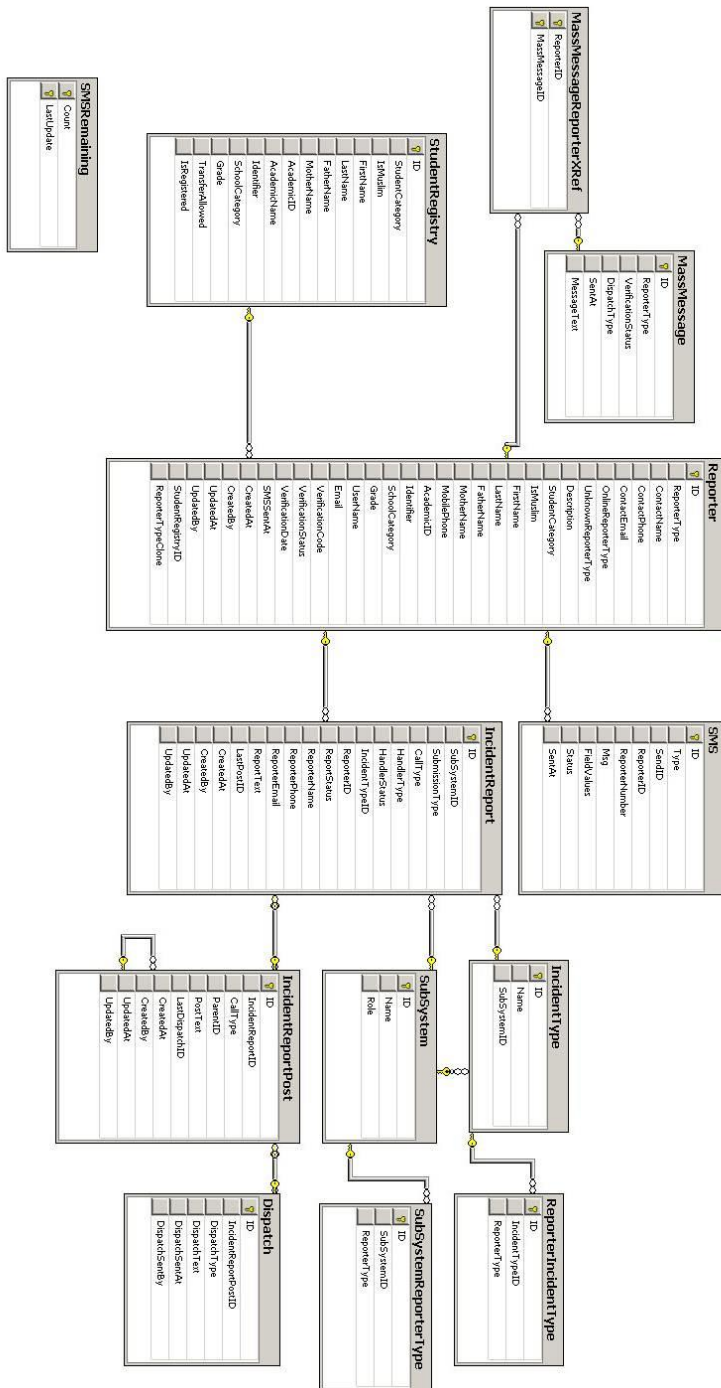 MassMessageReporterXRef
ReporterID
MassMessageID
MassMessage
ID
ReporterType
VerificationStatus
DispatchType
SentAt
MessageText
StudentRegistry
ID
StudentCategory
IsMuslim
FirstName
LastName
FatherName
MotherName
AcademicID
AcademicName
Identifier
SchoolCategory
Grade
TransferAllowed
IsRegistered
SMSRemaining
Count
LastUpdate
Reporter
ID
ReporterType
ContactName
ContactPhone
ContactEmail
OnlineReporterType
UnknownReporterType
Description
StudentCategory
IsMuslim
FirstName
LastName
FatherName
MotherName
MobilePhone
AcademicID
Identifier
SchoolCategory
Grade
UserName
Email
VerificationCode
VerificationStatus
VerificationDate
SMSSentAt
CreatedAt
CreatedBy
UpdatedAt
UpdatedBy
StudentRegistryID
ReporterTypeClone
SMS
ID
Type
SendID
ReporterID
ReporterNumber
Msg
FieldValues
Status
SentAt
IncidentReport
ID
SubSystemID
SubmissionType
CallType
HandlerType
HandlerStatus
IncidentTypeID
ReporterID
ReportStatus
ReporterName
ReporterPhone
ReporterEmail
ReportText
LastPostID
CreatedAt
CreatedBy
UpdatedAt
UpdatedBy
IncidentType
ID
Name
SubSystemID
SubSystem
ID
Name
Role
IncidentReportPost
ID
IncidentReportID
CallType
ParentID
PostText
LastDispatchID
CreatedAt
CreatedBy
UpdatedAt
UpdatedBy
ReporterIncidentType
ID
IncidentTypeID
ReporterType
SubSystemReporterType
ID
SubSystemID
ReporterType
Dispatch
ID
IncidentReportPostID
DispatchType
DispatchText
DispatchSentAt
DispatchSentBy